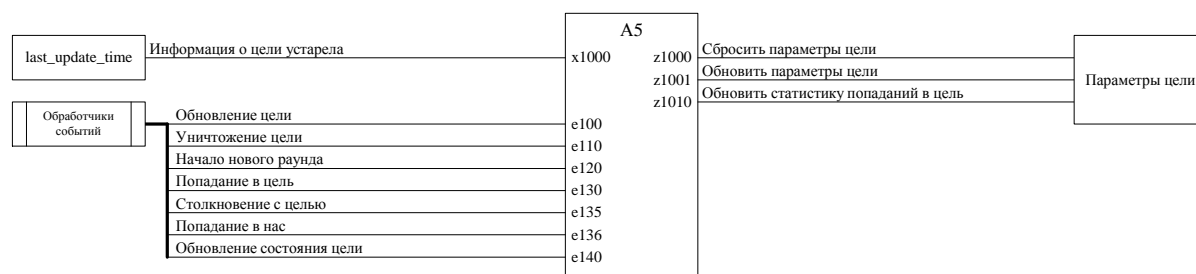 A5
last_update_time
Информация о цели устарела
x1000
z1000
Сбросить параметры цели
z1001
Обновить параметры цели
z1010
Обновить статистику попаданий в цель
Параметры цели
Обработчики
событий
Обновление цели
e100
Уничтожение цели
e110
Начало нового раунда
e120
Попадание в цель
e130
Столкновение с целью
e135
Попадание в нас
e136
Обновление состояния цели
e140